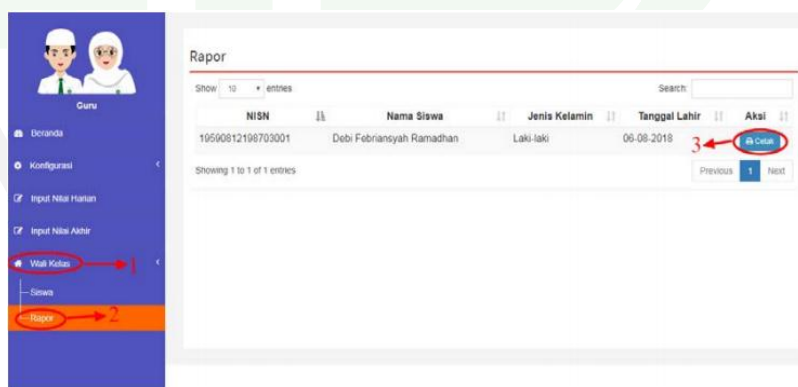 Guru
Beranda
Konfigurasi
Input Nilai Harian
Input Nilai Akhir
Wali Kelas 1
Siswa
Rapor 2
Rapor
Show 10 entries Search:
NISN Nama Siswa Jenis Kelamin Tanggal Lahir Aksi
19590812198703001 Debi Febriansyah Ramadhan Laki-laki 06-08-2018 3 Cetak
Showing 1 to 1 of 1 entries Previous 1 Next